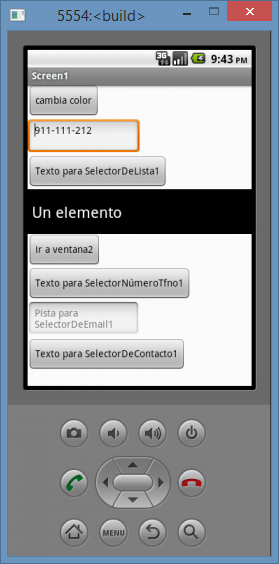 5554:<build>
3G 9:43 PM
Screen1
cambia color
911-111-212
Texto para SelectorDeLista1
Un elemento
ir a ventana2
Texto para SelectorNúmeroTfno1
Pista para
SelectorDeEmail1
Texto para SelectorDeContacto1
MENU